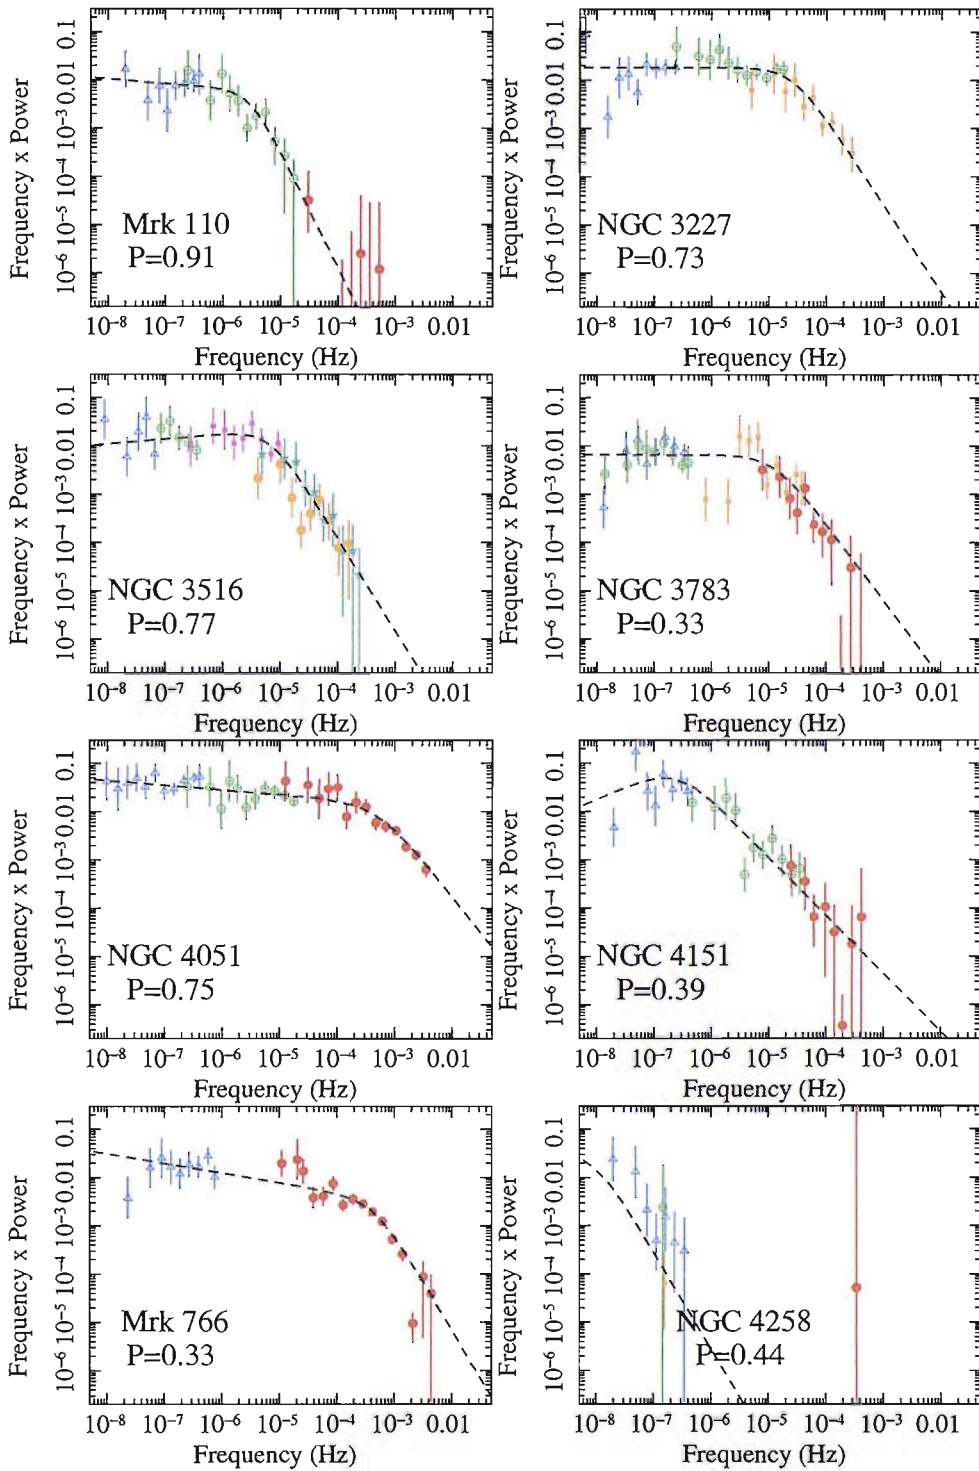 Frequency x Power
0.1
0.01
10⁻³
10⁻⁴
10⁻⁵
10⁻⁶
Mrk 110
P=0.91
10⁻⁸ 10⁻⁷ 10⁻⁶ 10⁻⁵ 10⁻⁴ 10⁻³ 0.01
Frequency (Hz)
Frequency x Power
0.1
0.01
10⁻³
10⁻⁴
10⁻⁵
10⁻⁶
NGC 3227
P=0.73
10⁻⁸ 10⁻⁷ 10⁻⁶ 10⁻⁵ 10⁻⁴ 10⁻³ 0.01
Frequency (Hz)
Frequency x Power
0.1
0.01
10⁻³
10⁻⁴
10⁻⁵
10⁻⁶
NGC 3516
P=0.77
10⁻⁸ 10⁻⁷ 10⁻⁶ 10⁻⁵ 10⁻⁴ 10⁻³ 0.01
Frequency (Hz)
Frequency x Power
0.1
0.01
10⁻³
10⁻⁴
10⁻⁵
10⁻⁶
NGC 3783
P=0.33
10⁻⁸ 10⁻⁷ 10⁻⁶ 10⁻⁵ 10⁻⁴ 10⁻³ 0.01
Frequency (Hz)
Frequency x Power
0.1
0.01
10⁻³
10⁻⁴
10⁻⁵
10⁻⁶
NGC 4051
P=0.75
10⁻⁸ 10⁻⁷ 10⁻⁶ 10⁻⁵ 10⁻⁴ 10⁻³ 0.01
Frequency (Hz)
Frequency x Power
0.1
0.01
10⁻³
10⁻⁴
10⁻⁵
10⁻⁶
NGC 4151
P=0.39
10⁻⁸ 10⁻⁷ 10⁻⁶ 10⁻⁵ 10⁻⁴ 10⁻³ 0.01
Frequency (Hz)
Frequency x Power
0.1
0.01
10⁻³
10⁻⁴
10⁻⁵
10⁻⁶
Mrk 766
P=0.33
10⁻⁸ 10⁻⁷ 10⁻⁶ 10⁻⁵ 10⁻⁴ 10⁻³ 0.01
Frequency (Hz)
Frequency x Power
0.1
0.01
10⁻³
10⁻⁴
10⁻⁵
10⁻⁶
NGC 4258
P=0.44
10⁻⁸ 10⁻⁷ 10⁻⁶ 10⁻⁵ 10⁻⁴ 10⁻³ 0.01
Frequency (Hz)